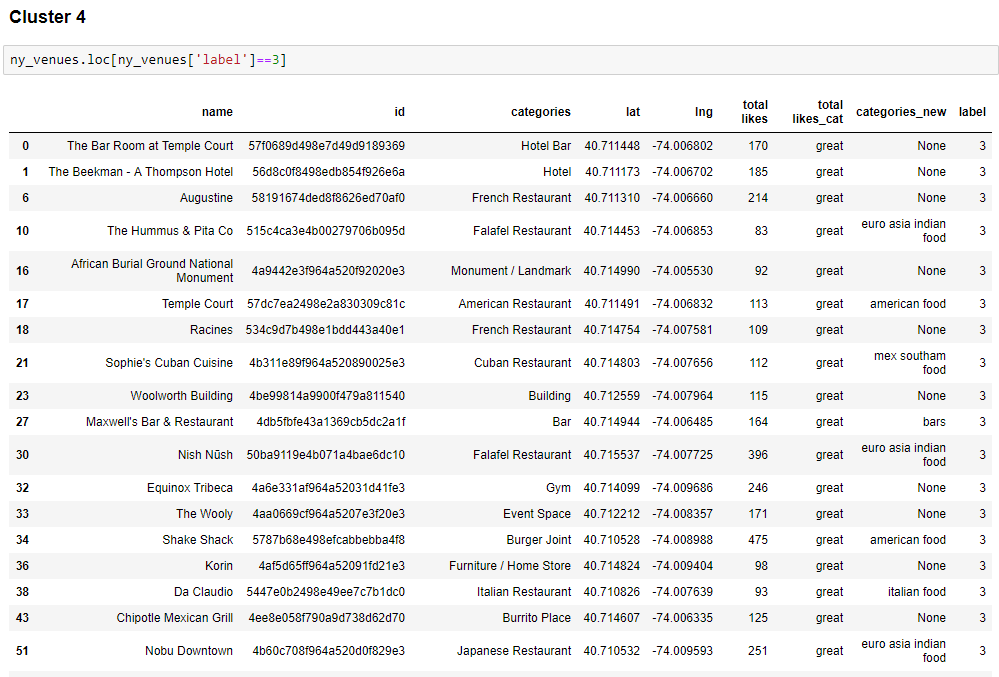 Cluster 4
ny_venues.loc[ny_venues['label']==3]
name id categories lat lng total likes total likes_cat categories_new label
0 The Bar Room at Temple Court 57f0689d498e7d49d9189369 Hotel Bar 40.711448 -74.006802 170 great None 3
1 The Beekman - A Thompson Hotel 56d8c0f8498edb854f926e6a Hotel 40.711173 -74.006702 185 great None 3
6 Augustine 58191674ded8f8626ed70af0 French Restaurant 40.711310 -74.006660 214 great None 3
10 The Hummus & Pita Co 515c4ca3e4b00279706b095d Falafel Restaurant 40.714453 -74.006853 83 great euro asia indian food 3
16 African Burial Ground National Monument 4a9442e3f964a520f92020e3 Monument / Landmark 40.714990 -74.005530 92 great None 3
17 Temple Court 57dc7ea2498e2a830309c81c American Restaurant 40.711491 -74.006832 113 great american food 3
18 Racines 534c9d7b498e1bdd443a40e1 French Restaurant 40.714754 -74.007581 109 great None 3
21 Sophie's Cuban Cuisine 4b311e89f964a520890025e3 Cuban Restaurant 40.714803 -74.007656 112 great mex southam food 3
23 Woolworth Building 4be99814a9900f479a811540 Building 40.712559 -74.007964 115 great None 3
27 Maxwell's Bar & Restaurant 4db5fbfe43a1369cb5dc2a1f Bar 40.714944 -74.006485 164 great bars 3
30 Nish Nūsh 50ba9119e4b071a4bae6dc10 Falafel Restaurant 40.715537 -74.007725 396 great euro asia indian food 3
32 Equinox Tribeca 4a6e331af964a52031d41fe3 Gym 40.714099 -74.009686 246 great None 3
33 The Wooly 4aa0669cf964a5207e3f20e3 Event Space 40.712212 -74.008357 171 great None 3
34 Shake Shack 5787b68e498efcabbebba4f8 Burger Joint 40.710528 -74.008988 475 great american food 3
36 Korin 4af5d65ff964a52091fd21e3 Furniture / Home Store 40.714824 -74.009404 98 great None 3
38 Da Claudio 5447e0b2498e49ee7c7b1dc0 Italian Restaurant 40.710826 -74.007639 93 great italian food 3
43 Chipotle Mexican Grill 4ee8e058f790a9d738d62d70 Burrito Place 40.714607 -74.006335 125 great None 3
51 Nobu Downtown 4b60c708f964a520d0f829e3 Japanese Restaurant 40.710532 -74.009593 251 great euro asia indian food 3